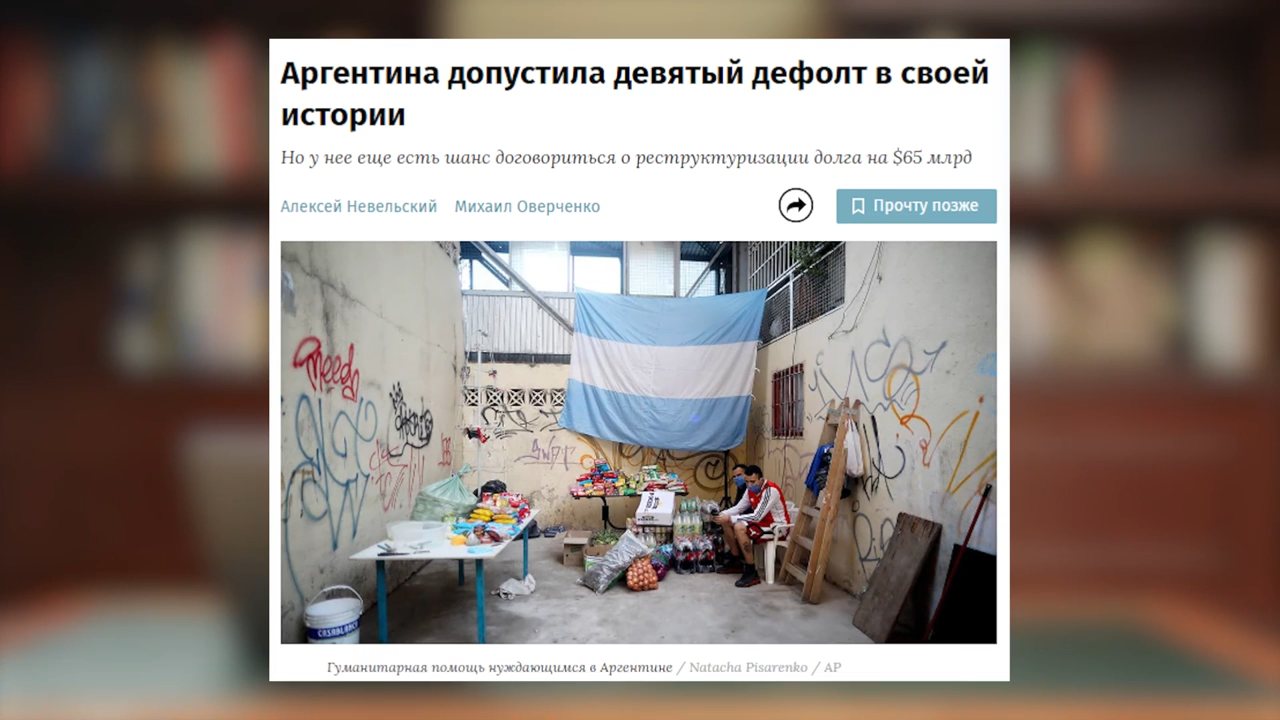 Аргентина допустила девятый дефолт в своей
истории
Но у нее еще есть шанс договориться о реструктуризации долга на $65 млрд
Алексей Невельский Михаил Оверченко
Прочту позже
CASABLANCA
Гуманитарная помощь нуждающимся в Аргентине / Natacha Pisarenko / AP